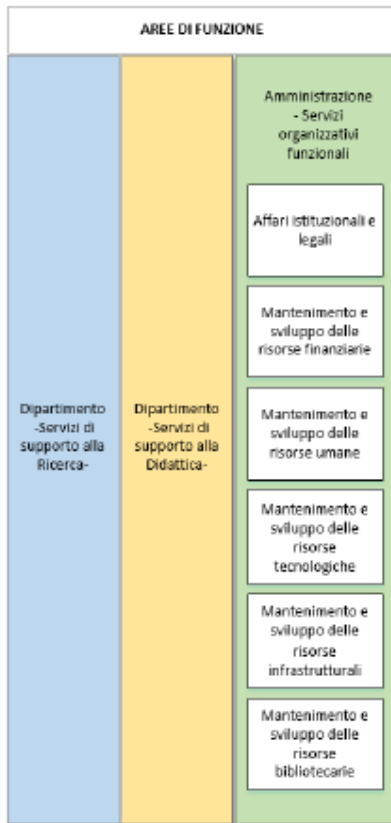 AREE DI FUNZIONE
Dipartimento
-Servizi di
supporto alla
Ricerca-
Dipartimento
-Servizi di
supporto alla
Didattica-
Amministrazione
- Servizi
organizzativi
funzionali
Affari istituzionali e
legali
Mantenimento e
sviluppo delle
risorse finanziarie
Mantenimento e
sviluppo delle
risorse umane
Mantenimento e
sviluppo delle
risorse
tecnologiche
Mantenimento e
sviluppo delle
risorse
infrastrutturali
Mantenimento e
sviluppo delle
risorse
bibliotecarie